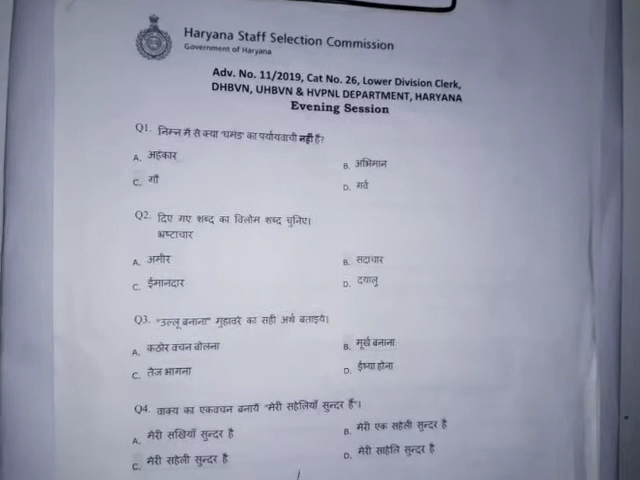 Haryana Staff Selection Commission
Government of Haryana
Adv. No. 11/2019, Cat No. 26, Lower Division Clerk,
DHBVN, UHBVN & HVPNL DEPARTMENT, HARYANA
Evening Session
Q1. निम्न में से क्या 'घमंड' का पर्यायवाची नहीं है?
A. अहंकार B. अभिमान
C. गौ D. गर्व
Q2. दिए गए शब्द का विलोम शब्द चुनिए।
भ्रष्टाचार
A. अमीर B. सदाचार
C. ईमानदार D. दयालु
Q3. "उल्लू बनाना" मुहावरे का सही अर्थ बताइये।
A. कठोर वचन बोलना B. मूर्ख बनाना
C. तेज भागना D. ईर्ष्या होना
Q4. वाक्य का एकवचन बनाये "मेरी सहेलियाँ सुन्दर हैं"।
A. मेरी सखियाँ सुन्दर है B. मेरी एक सहेली सुन्दर है
C. मेरी सहेली सुन्दर है D. मेरी साहेलि सुन्दर है